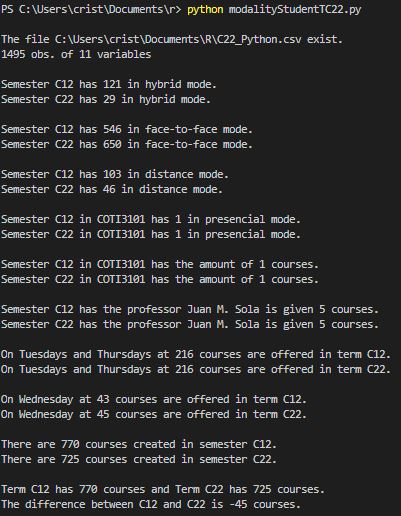 PS C:\Users\crist\Documents\r> python modalityStudentTC22.py
The file C:\Users\crist\Documents\R\C22_Python.csv exist.
1495 obs. of 11 variables
Semester C12 has 121 in hybrid mode.
Semester C22 has 29 in hybrid mode.
Semester C12 has 546 in face-to-face mode.
Semester C22 has 650 in face-to-face mode.
Semester C12 has 103 in distance mode.
Semester C22 has 46 in distance mode.
Semester C12 in COTI3101 has 1 in presencial mode.
Semester C22 in COTI3101 has 1 in presencial mode.
Semester C12 in COTI3101 has the amount of 1 courses.
Semester C22 in COTI3101 has the amount of 1 courses.
Semester C12 has the professor Juan M. Sola is given 5 courses.
Semester C22 has the professor Juan M. Sola is given 5 courses.
On Tuesdays and Thursdays at 216 courses are offered in term C12.
On Tuesdays and Thursdays at 216 courses are offered in term C22.
On Wednesday at 43 courses are offered in term C12.
On Wednesday at 45 courses are offered in term C22.
There are 770 courses created in semester C12.
There are 725 courses created in semester C22.
Term C12 has 770 courses and Term C22 has 725 courses.
The difference between C12 and C22 is -45 courses.